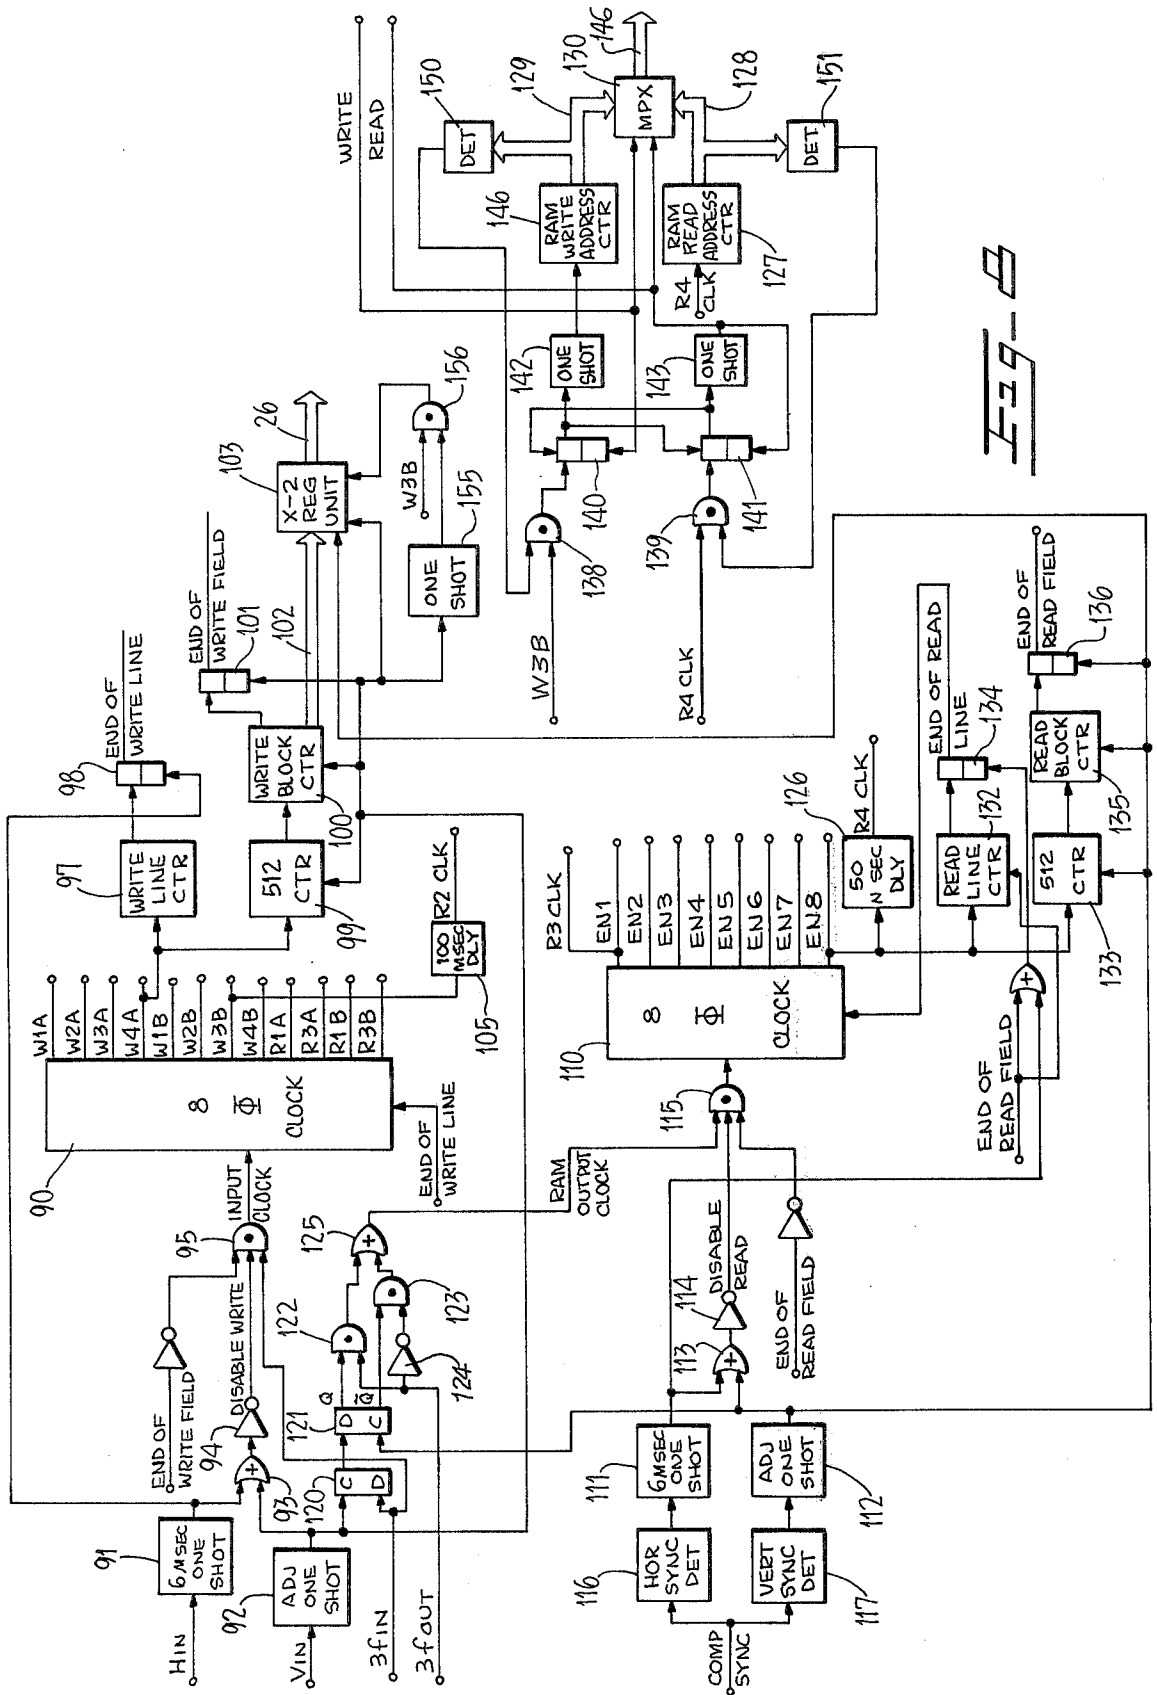 HIN
6 MSEC
ONE
SHOT
91
VIN
ADJ
ONE
SHOT
92
3fIN
3fOUT
END OF
WRITE FIELD
94
+
93
DISABLE WRITE
95
INPUT
CLOCK
C
D
120
D
C
121
Q
Q̄
122
123
124
+
125
90
8
Φ
CLOCK
END OF
WRITE LINE
W1A
W2A
W3A
W4A
W1B
W2B
W3B
W4B
R1A
R3A
R1B
R3B
WRITE
LINE
CTR
97
98
END OF
WRITE LINE
512
CTR
99
WRITE
BLOCK
CTR
100
END OF
WRITE FIELD
101
102
100
MSEC
DLY
105
R2 CLK
X-2
REG
UNIT
103
26
ONE
SHOT
155
W3B
156
COMP
SYNC
HOR
SYNC
DET
116
VERT
SYNC
DET
117
6MSEC
ONE
SHOT
111
ADJ
ONE
SHOT
112
113
+
114
DISABLE
READ
END OF
READ FIELD
115
RAM
OUTPUT
CLOCK
110
8
Φ
CLOCK
R3 CLK
EN1
EN2
EN3
EN4
EN5
EN6
EN7
EN8
50
N SEC
DLY
126
R4 CLK
END OF
READ FIELD
+
READ
LINE
CTR
132
134
END OF READ
LINE
512
CTR
133
READ
BLOCK
CTR
135
136
END OF
READ FIELD
W3B
R4 CLK
138
139
140
141
ONE
SHOT
142
ONE
SHOT
143
WRITE
READ
RAM
WRITE
ADDRESS
CTR
146
RAM
READ
ADDRESS
CTR
127
R4
CLK
DET
150
129
MPX
130
146
128
DET
151
Fig-8